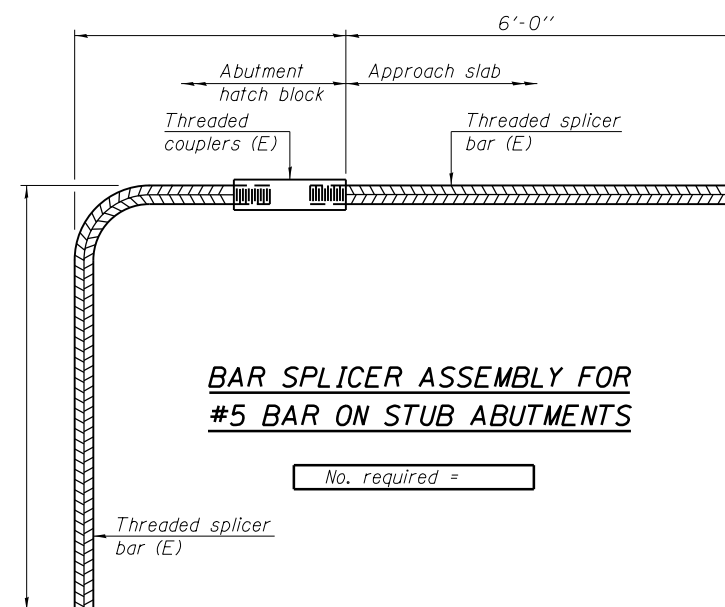 6'-0''
Abutment
hatch block
Approach slab
Threaded
couplers (E)
Threaded splicer
bar (E)
BAR SPLICER ASSEMBLY FOR
#5 BAR ON STUB ABUTMENTS
No. required =
Threaded splicer
bar (E)